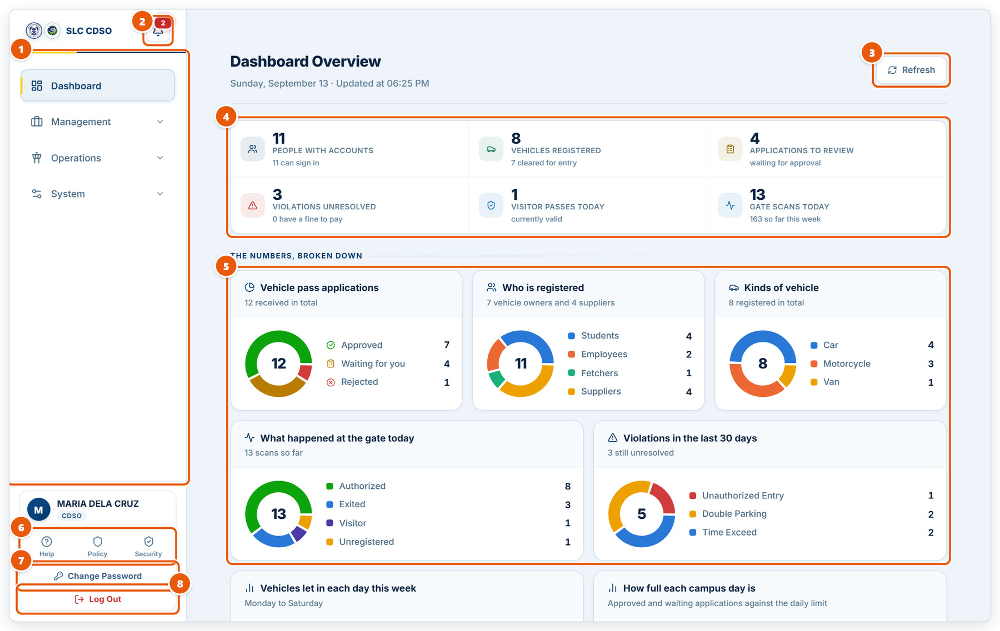 SLC CDSO
2
2
1
Dashboard
Management
Operations
System
MARIA DELA CRUZ
M
CDSO
6
Help
Policy
Security
7
Change Password
8
Log Out
Dashboard Overview
Sunday, September 13 · Updated at 06:25 PM
3
Refresh
4
11
PEOPLE WITH ACCOUNTS
11 can sign in
8
VEHICLES REGISTERED
7 cleared for entry
4
APPLICATIONS TO REVIEW
waiting for approval
3
VIOLATIONS UNRESOLVED
0 have a fine to pay
1
VISITOR PASSES TODAY
currently valid
13
GATE SCANS TODAY
163 so far this week
THE NUMBERS, BROKEN DOWN
5
Vehicle pass applications
12 received in total
12
Approved 7
Waiting for you 4
Rejected 1
Who is registered
7 vehicle owners and 4 suppliers
11
Students 4
Employees 2
Fetchers 1
Suppliers 4
Kinds of vehicle
8 registered in total
8
Car 4
Motorcycle 3
Van 1
What happened at the gate today
13 scans so far
13
Authorized 8
Exited 3
Visitor 1
Unregistered 1
Violations in the last 30 days
3 still unresolved
5
Unauthorized Entry 1
Double Parking 2
Time Exceed 2
Vehicles let in each day this week
Monday to Saturday
How full each campus day is
Approved and waiting applications against the daily limit